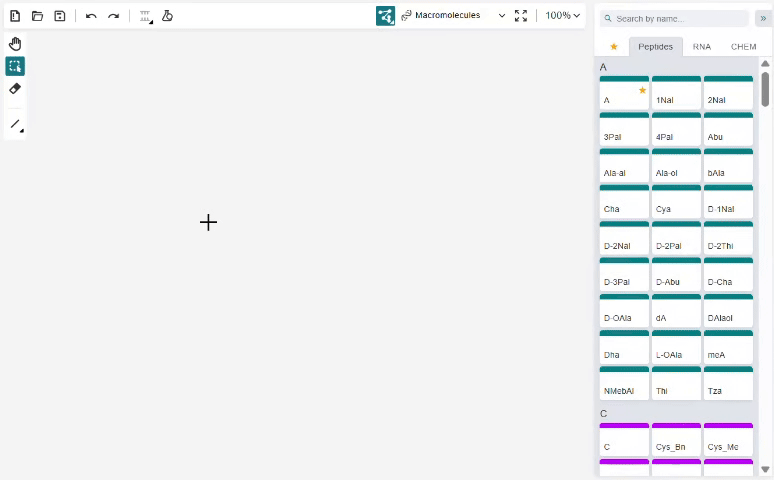 Macromolecules 100% Search by name...
Peptides RNA CHEM
A
A 1Nal 2Nal
3Pal 4Pal Abu
Ala-al Ala-ol bAla
Cha Cya D-1Nal
D-2Nal D-2Pal D-2Thi
D-3Pal D-Abu D-Cha
D-OAla dA DAlaol
Dha L-OAla meA
NMebAl Thi Tza
C
C Cys_Bn Cys_Me